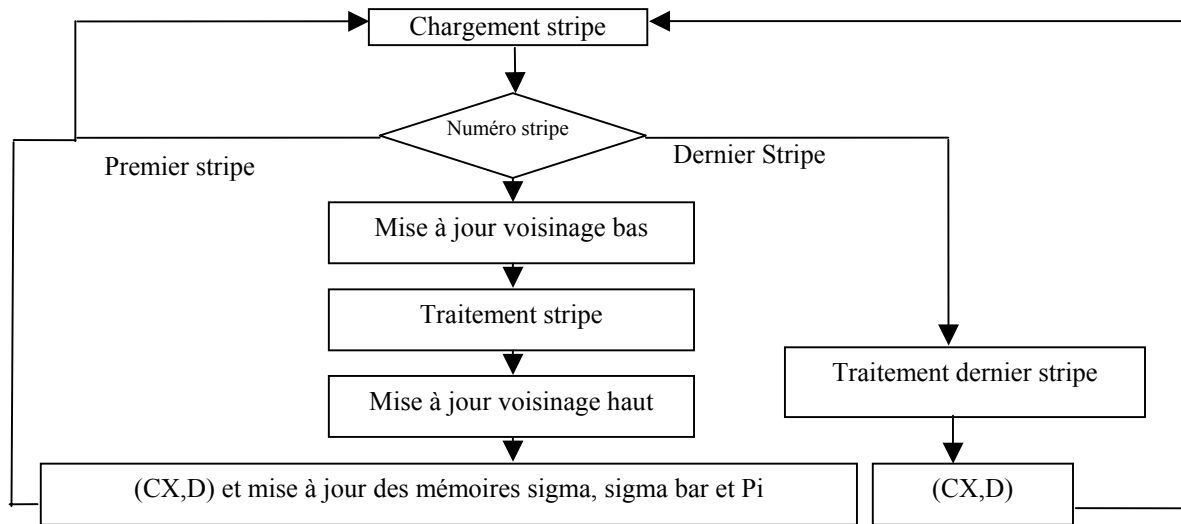 Chargement stripe
Numéro stripe
Premier stripe
Dernier Stripe
Mise à jour voisinage bas
Traitement stripe
Traitement dernier stripe
Mise à jour voisinage haut
(CX,D) et mise à jour des mémoires sigma, sigma bar et Pi
(CX,D)